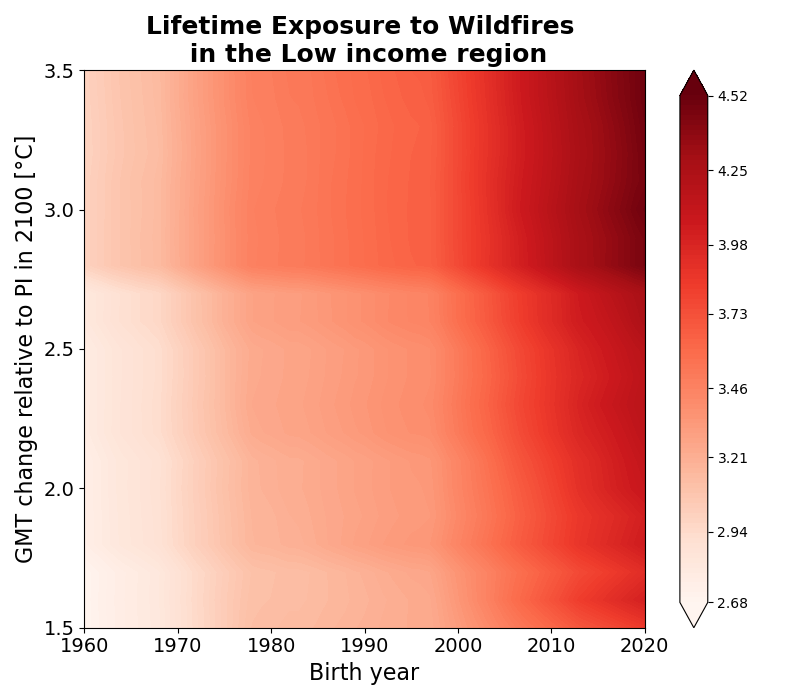 Lifetime Exposure to Wildfires
in the Low income region
GMT change relative to PI in 2100 [°C]
3.5
3.0
2.5
2.0
1.5
1960 1970 1980 1990 2000 2010 2020
Birth year
4.52
4.25
3.98
3.73
3.46
3.21
2.94
2.68